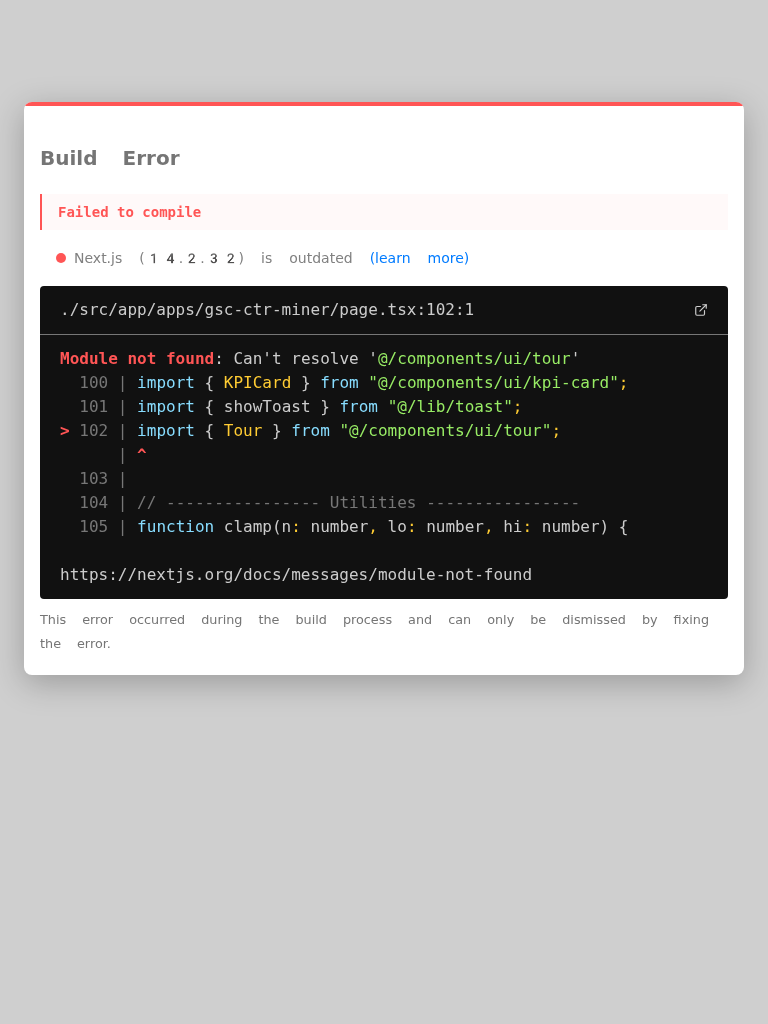 Build Error
Failed to compile
Next.js (14.2.32) is outdated (learn more)
./src/app/apps/gsc-ctr-miner/page.tsx:102:1
Module not found: Can't resolve '@/components/ui/tour'
  100 | import { KPICard } from "@/components/ui/kpi-card";
  101 | import { showToast } from "@/lib/toast";
> 102 | import { Tour } from "@/components/ui/tour";
      | ^
  103 |
  104 | // ---------------- Utilities ----------------
  105 | function clamp(n: number, lo: number, hi: number) {
https://nextjs.org/docs/messages/module-not-found
This error occurred during the build process and can only be dismissed by fixing
the error.